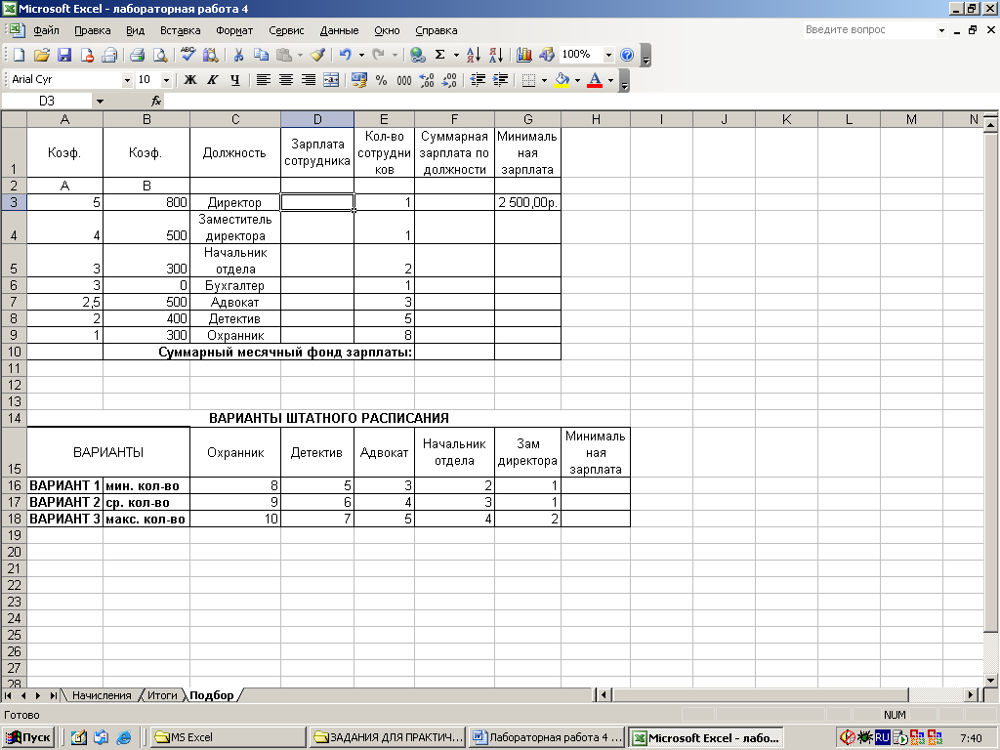 Microsoft Excel - лабораторная работа 4
Файл Правка Вид Вставка Формат Сервис Данные Окно Справка Введите вопрос
100%
Arial Cyr 10 Ж К Ч % 000
D3 fx
A B C D E F G H I J K L M N
1 Коэф. Коэф. Должность Зарплата сотрудника Кол-во сотрудни ков Суммарная зарплата по должности Минималь ная зарплата
2 А В
3 5 800 Директор 1 2 500,00р.
4 4 500 Заместитель директора 1
5 3 300 Начальник отдела 2
6 3 0 Бухгалтер 1
7 2,5 500 Адвокат 3
8 2 400 Детектив 5
9 1 300 Охранник 8
10 Суммарный месячный фонд зарплаты:
11
12
13
14 ВАРИАНТЫ ШТАТНОГО РАСПИСАНИЯ
15 ВАРИАНТЫ Охранник Детектив Адвокат Начальник отдела Зам директора Минималь ная зарплата
16 ВАРИАНТ 1 мин. кол-во 8 5 3 2 1
17 ВАРИАНТ 2 ср. кол-во 9 6 4 3 1
18 ВАРИАНТ 3 макс. кол-во 10 7 5 4 2
19
20
21
22
23
24
25
26
27
28
Начисления Итоги Подбор
Готово NUM
Пуск MS Excel ЗАДАНИЯ ДЛЯ ПРАКТИЧ... Лабораторная работа 4 ... Microsoft Excel - лабо... RU 7:40